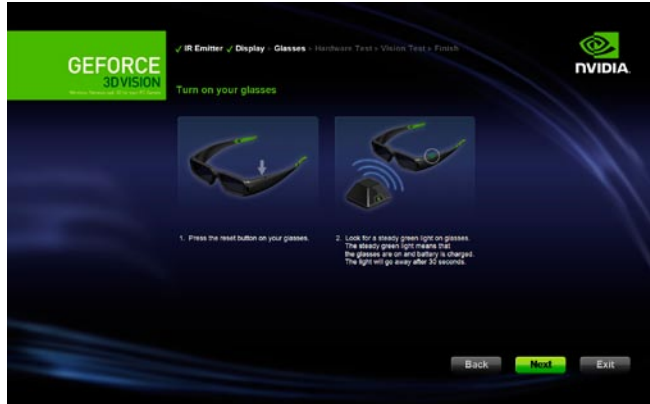 ✓ IR Emitter ✓ Display › Glasses › Hardware Test › Vision Test › Finish
GEFORCE
3D VISION
NVIDIA
Turn on your glasses
1. Press the reset button on your glasses.
2. Look for a steady green light on glasses.
The steady green light means that
the glasses are on and battery is charged.
The light will go away after 30 seconds.
Back
Next
Exit